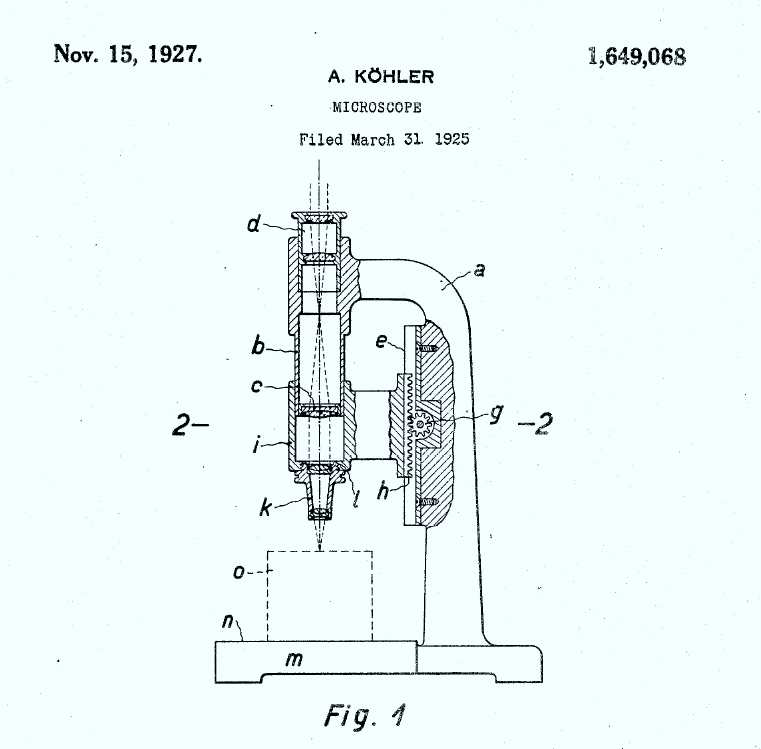 Nov. 15, 1927.
1,649,068
A. KÖHLER
MICROSCOPE
Filed March 31. 1925
d
a
b
e
c
2-
g
-2
i
h
l
k
o
n
m
Fig. 1